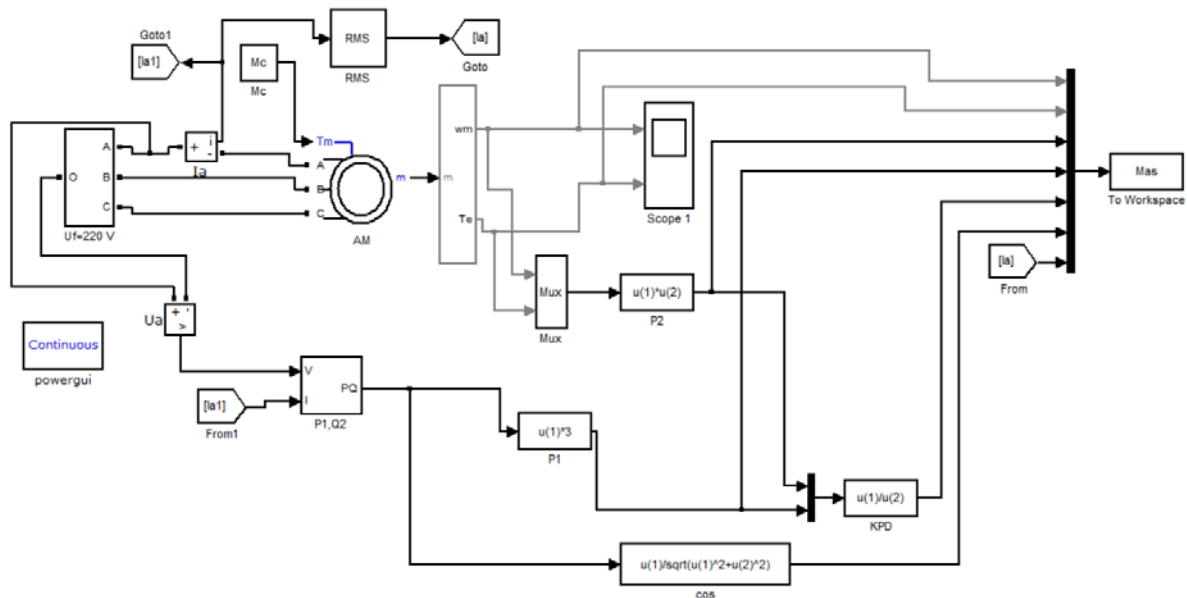 Goto1
[Ia1]
Mc
Mc
RMS
RMS
[Ia]
Goto
A
B
C
O
Uf=220 V
+
i
-
Ia
Tm
A
B
C
m
AM
m
wm
Te
Scope 1
Mux
Mux
u(1)*u(2)
P2
[Ia]
From
Mas
To Workspace
+
-
v
Ua
Continuous
powergui
[Ia1]
From1
V
I
PQ
P1,Q2
u(1)*3
P1
u(1)/u(2)
KPD
u(1)/sqrt(u(1)^2+u(2)^2)
cos